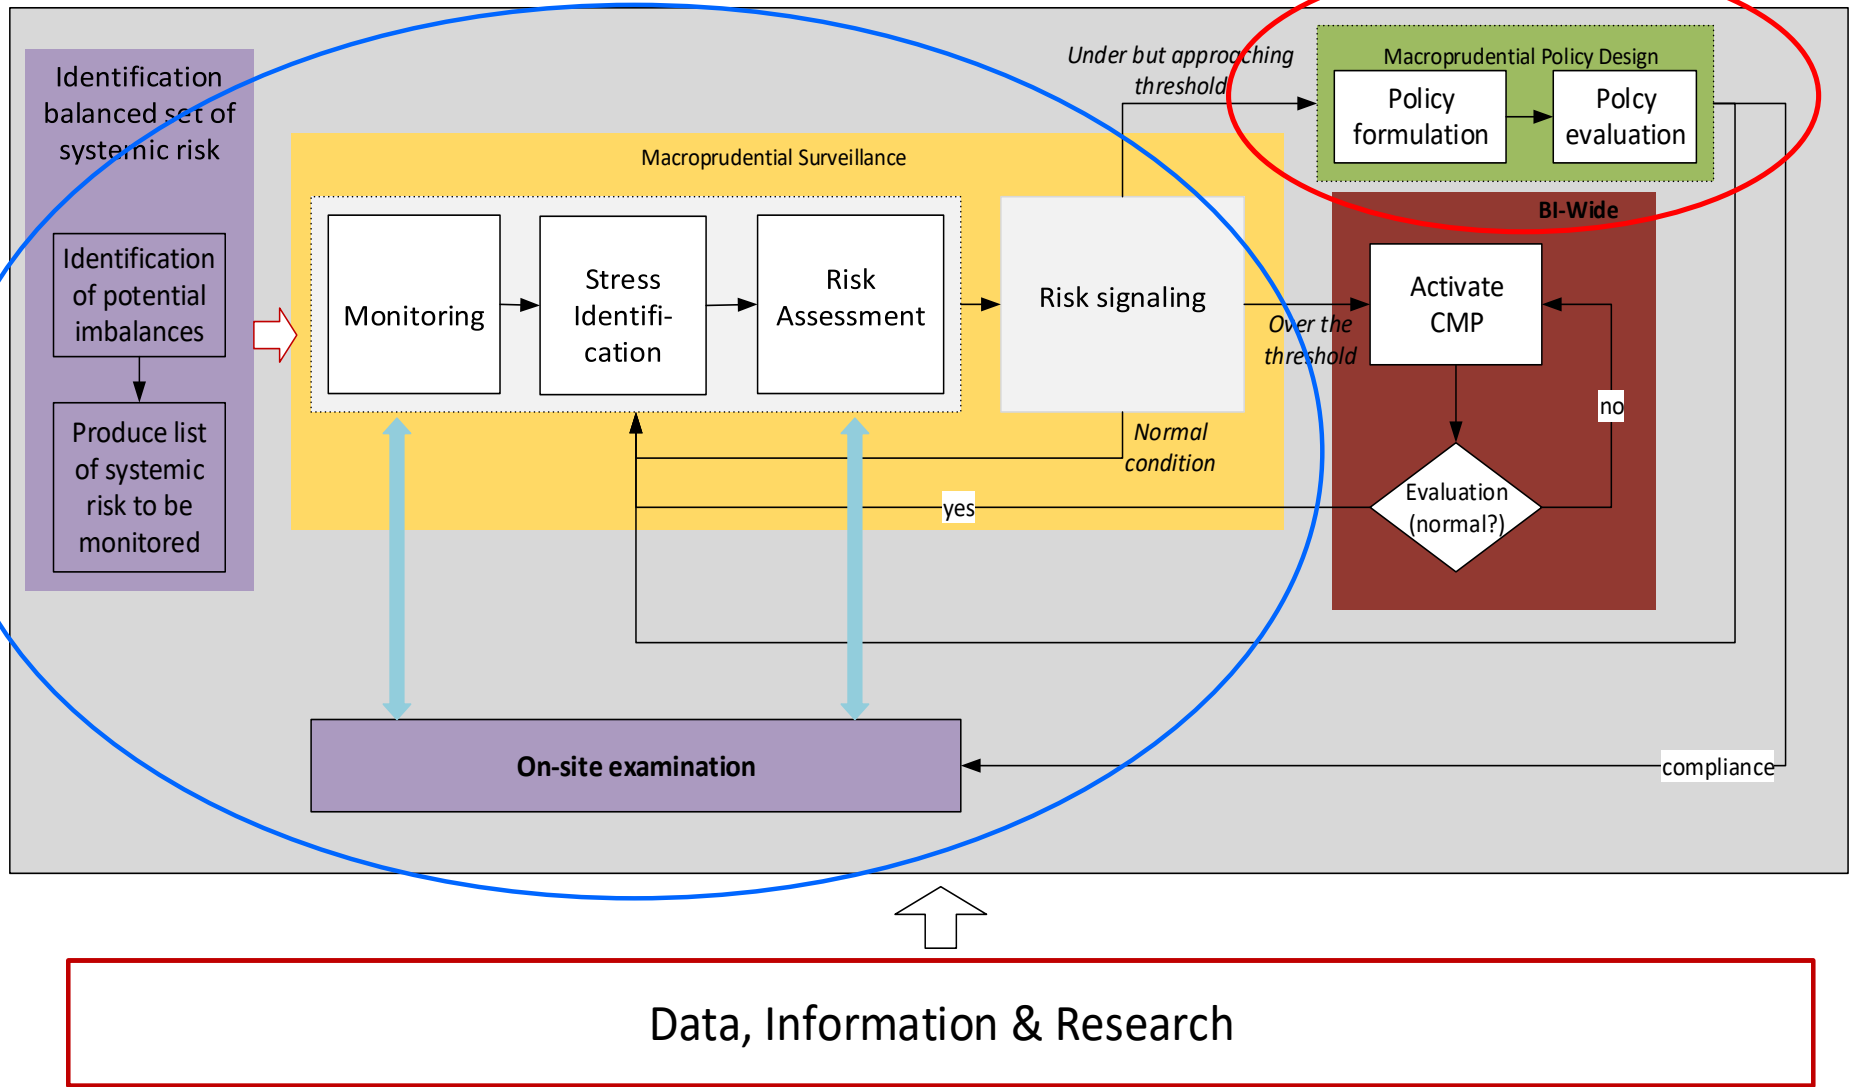 Identification
balanced set of
systemic risk
Identification
of potential
imbalances
Produce list
of systemic
risk to be
monitored
Macroprudential Surveillance
Monitoring
Stress
Identifi-
cation
Risk
Assessment
Risk signaling
Under but approaching
threshold
Over the
threshold
Normal
condition
Macroprudential Policy Design
Policy
formulation
Polcy
evaluation
BI-Wide
Activate
CMP
no
Evaluation
(normal?)
yes
On-site examination
compliance
Data, Information & Research